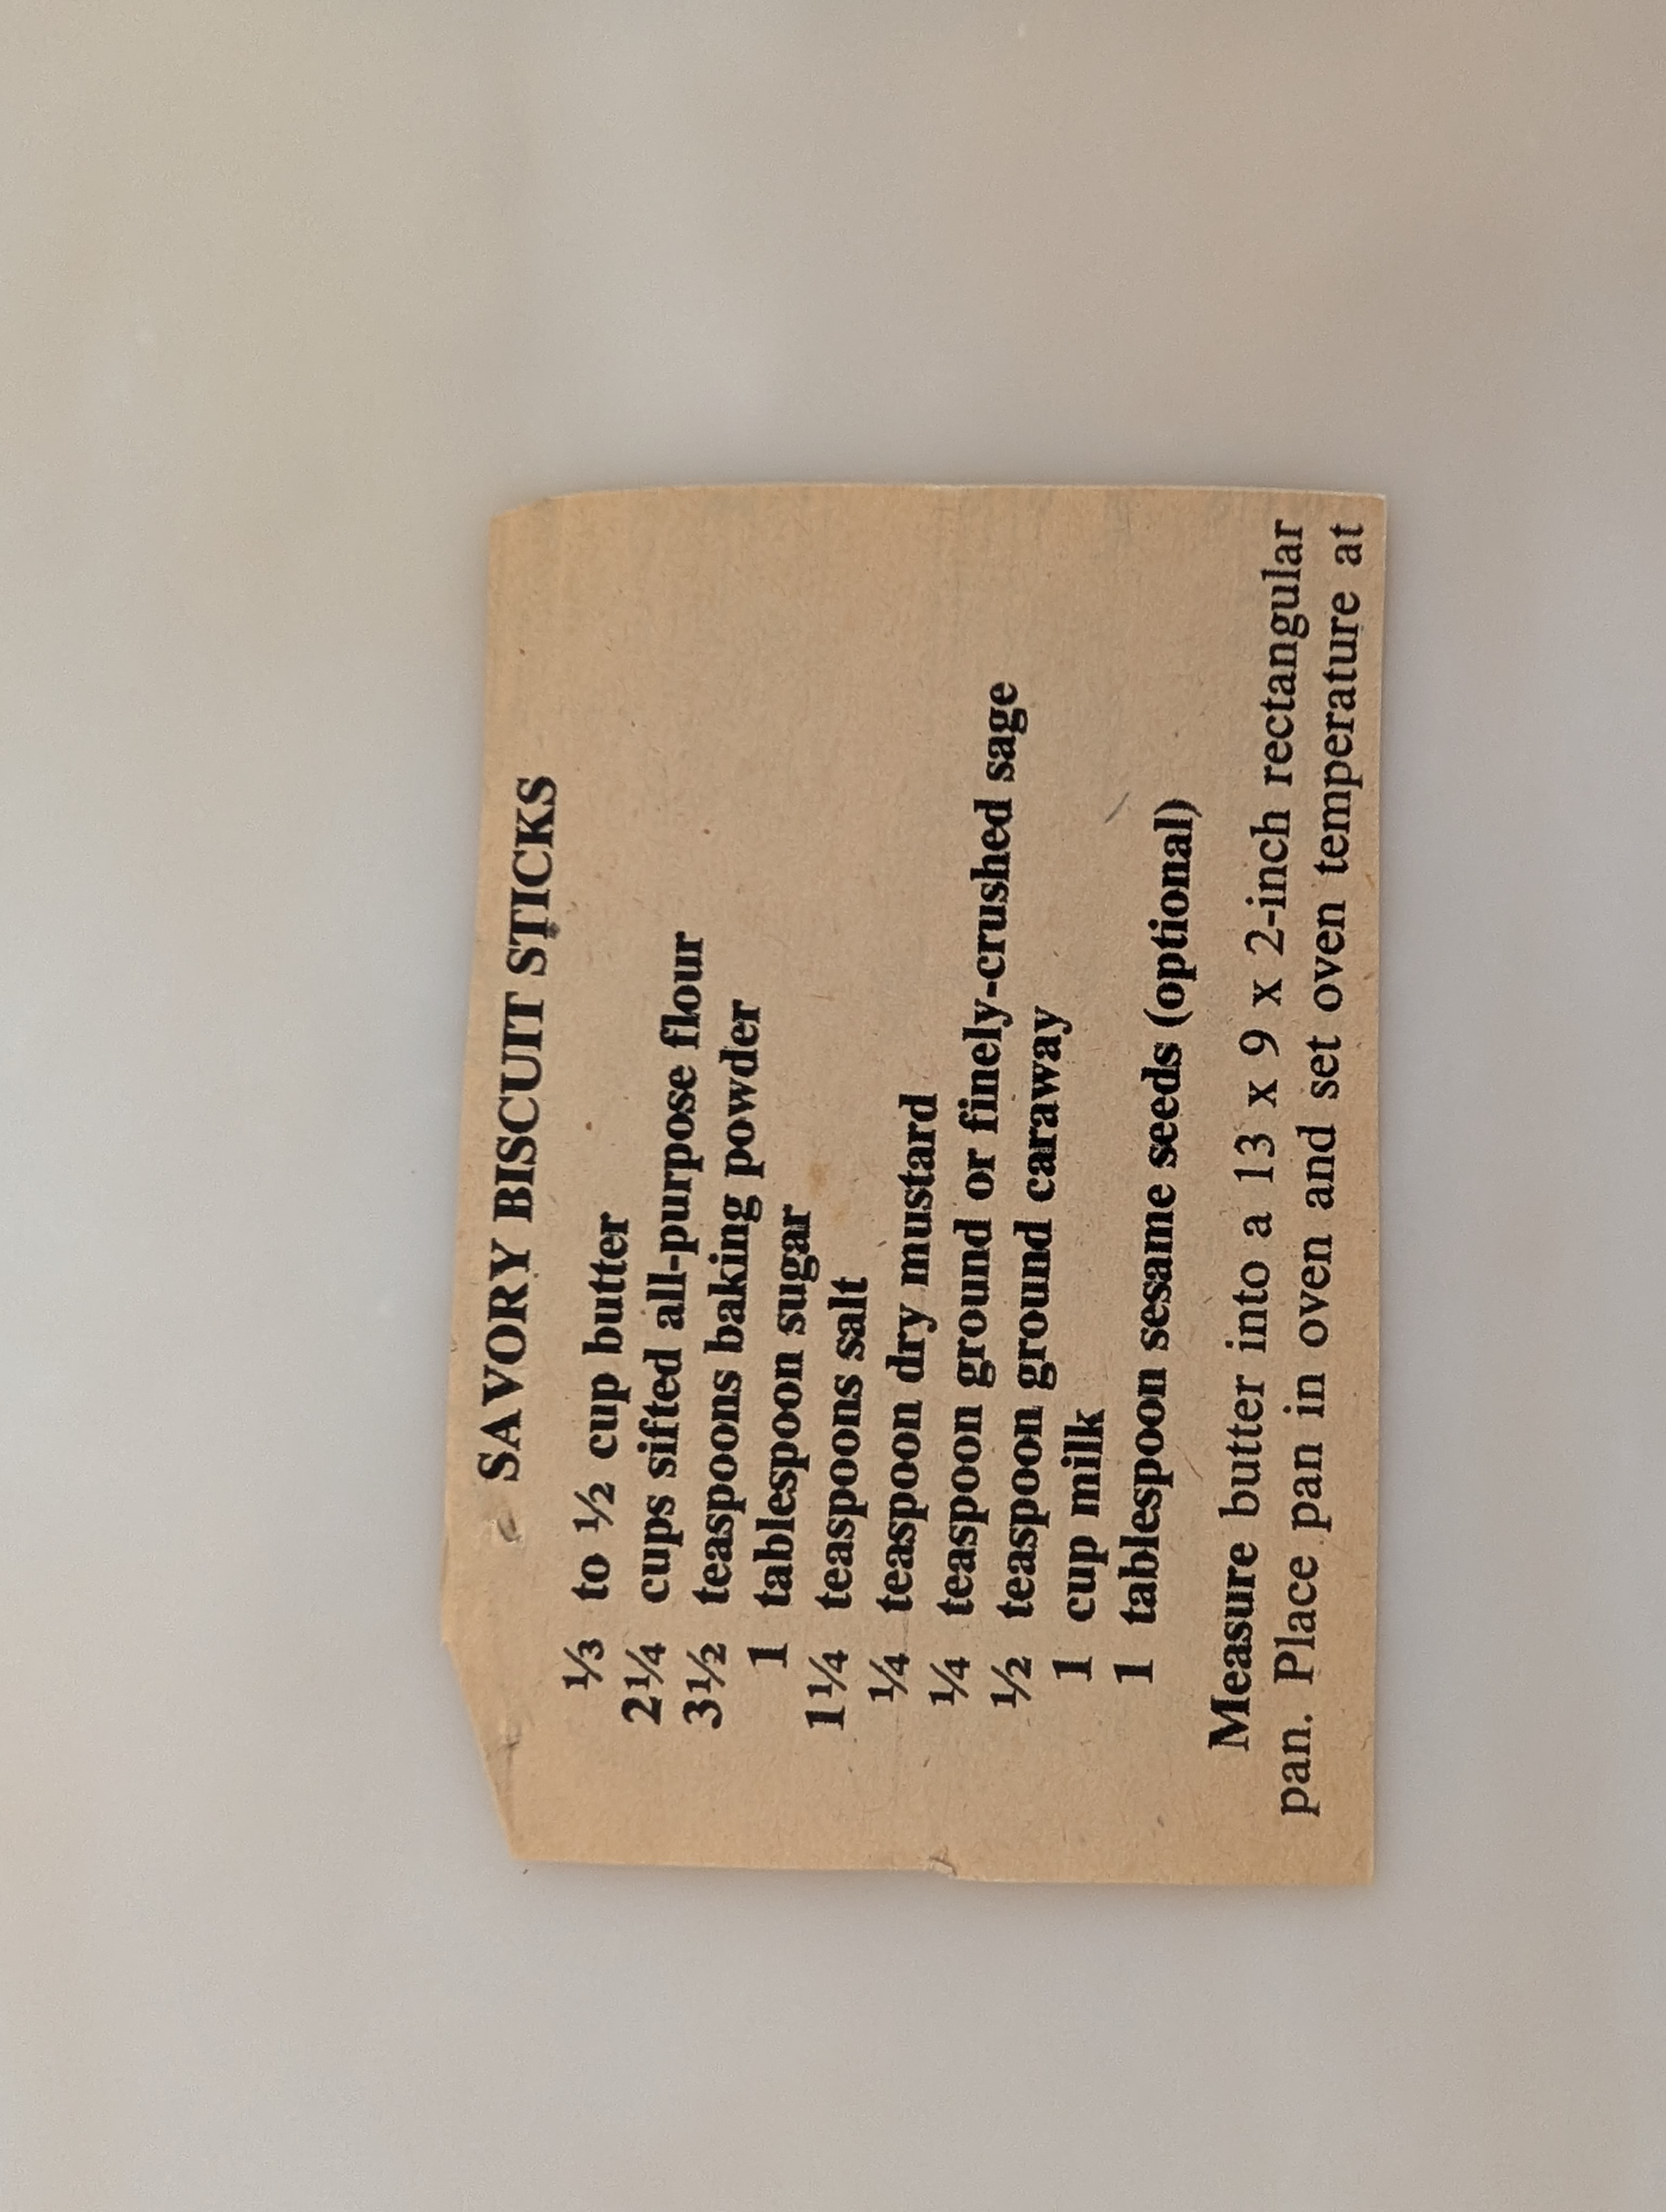 SAVORY BISCUIT STICKS
⅓ to ½ cup butter
2¼ cups sifted all-purpose flour
3½ teaspoons baking powder
1 tablespoon sugar
1¼ teaspoons salt
¼ teaspoon dry mustard
¼ teaspoon ground or finely-crushed sage
½ teaspoon ground caraway
1 cup milk
1 tablespoon sesame seeds (optional)
Measure butter into a 13 x 9 x 2-inch rectangular
pan. Place pan in oven and set oven temperature at